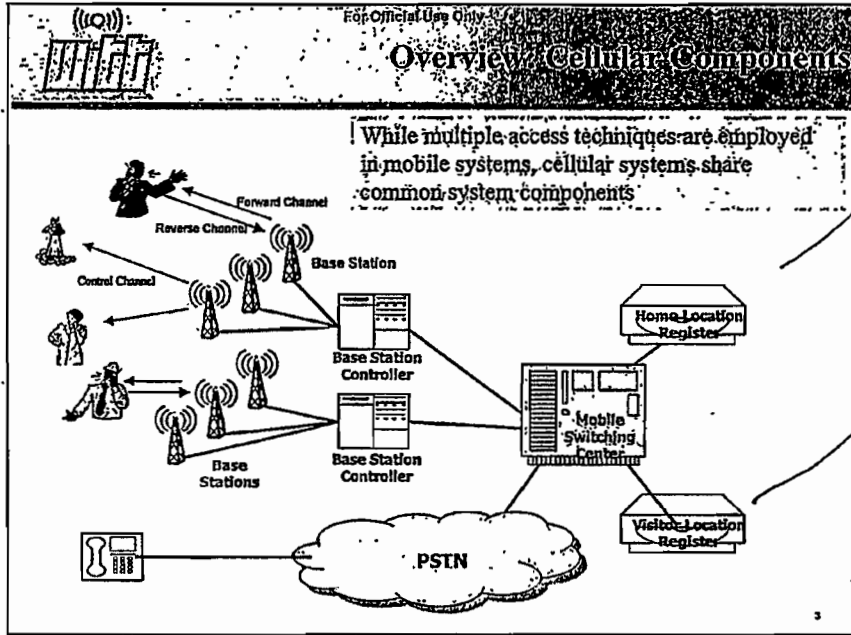 For Official Use Only
Overview Cellular Components
While multiple access techniques are employed
in mobile systems, cellular systems share
common system components
Forward Channel
Reverse Channel
Base Station
Control Channel
Home Location
Register
Base Station
Controller
Mobile
Switching
Center
Base
Stations
Base Station
Controller
Visitor Location
Register
PSTN
3